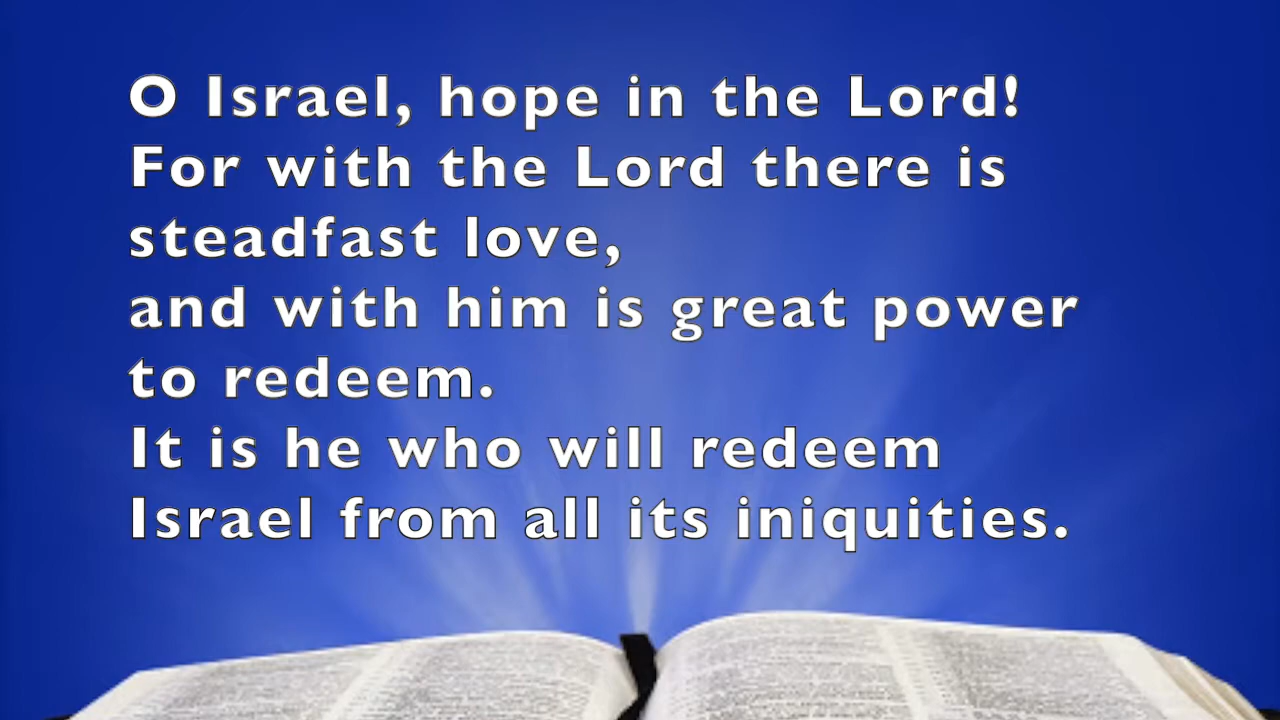 O Israel, hope in the Lord!
For with the Lord there is
steadfast love,
and with him is great power
to redeem.
It is he who will redeem
Israel from all its iniquities.